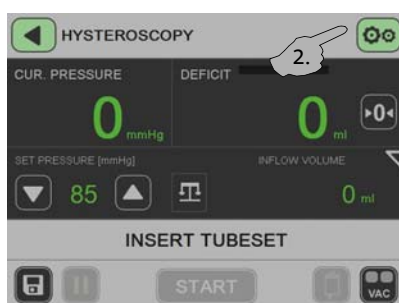 HYSTEROSCOPY
2.
CUR. PRESSURE DEFICIT
0 mmHg 0 ml ▸0◂
SET PRESSURE [mmHg] INFLOW VOLUME
85 0 ml
INSERT TUBESET
START VAC